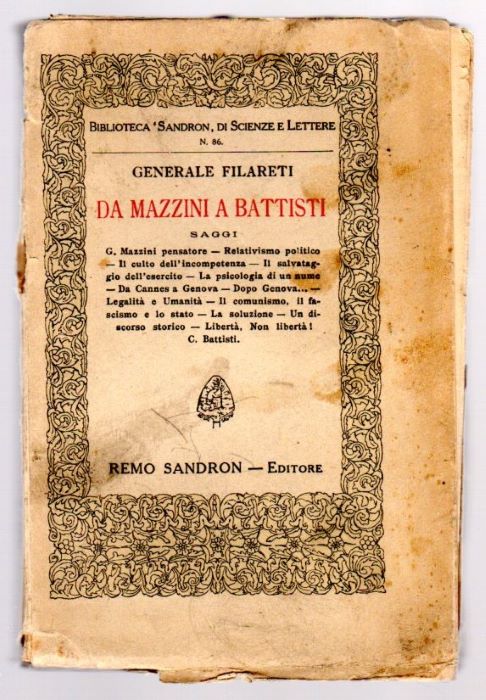 BIBLIOTECA 'SANDRON, DI SCIENZE E LETTERE
N. 86.
GENERALE FILARETI
DA MAZZINI A BATTISTI
SAGGI
G. Mazzini pensatore — Relativismo politico
— Il culto dell'incompetenza — Il salvatag-
gio dell'esercito — La psicologia di un nume
— Da Cannes a Genova — Dopo Genova... —
Legalità e Umanità — Il comunismo, il fa-
scismo e lo stato — La soluzione — Un di-
scorso storico — Libertà, Non libertà!
C. Battisti.
REMO SANDRON — EDITORE